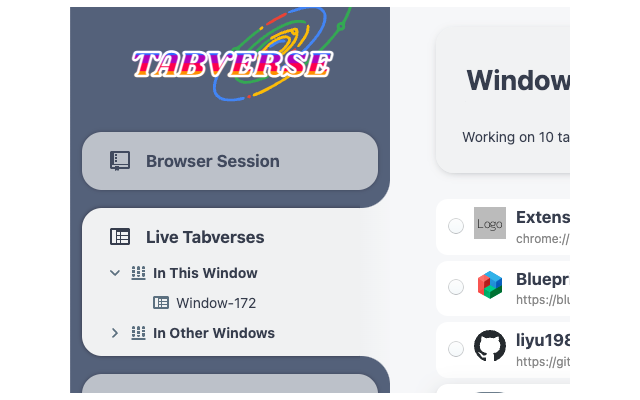 TABVERSE
Browser Session
Live Tabverses
In This Window
Window-172
In Other Windows
Window
Working on 10 ta
Logo
Extens
chrome://
Bluepri
https://blu
liyu198
https://git